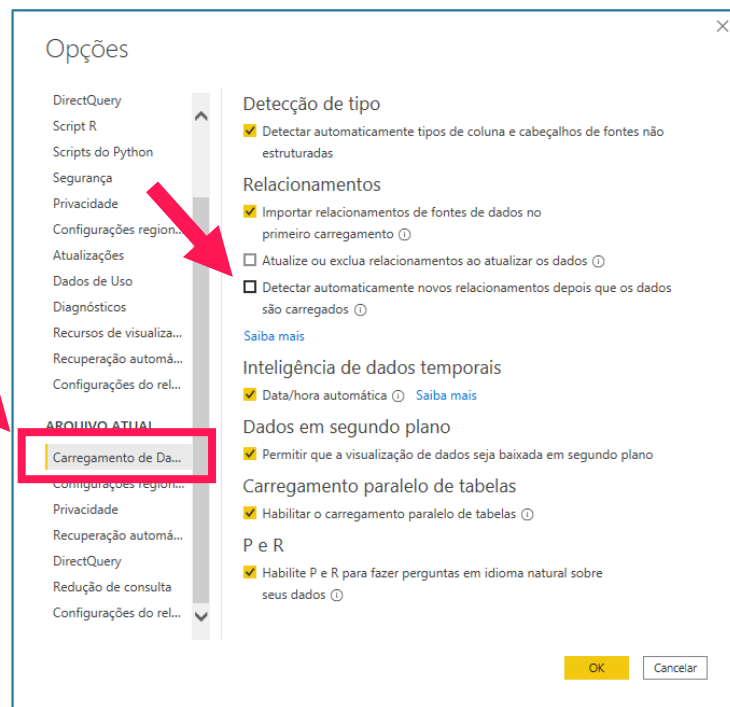 Opções
DirectQuery
Script R
Scripts do Python
Segurança
Privacidade
Configurações region...
Atualizações
Dados de Uso
Diagnósticos
Recursos de visualiza...
Recuperação automá...
Configurações do rel...
ARQUIVO ATUAL
Carregamento de Da...
Configurações region...
Privacidade
Recuperação automá...
DirectQuery
Redução de consulta
Configurações do rel...
Detecção de tipo
Detectar automaticamente tipos de coluna e cabeçalhos de fontes não
estruturadas
Relacionamentos
Importar relacionamentos de fontes de dados no
primeiro carregamento
Atualize ou exclua relacionamentos ao atualizar os dados
Detectar automaticamente novos relacionamentos depois que os dados
são carregados
Saiba mais
Inteligência de dados temporais
Data/hora automática Saiba mais
Dados em segundo plano
Permitir que a visualização de dados seja baixada em segundo plano
Carregamento paralelo de tabelas
Habilitar o carregamento paralelo de tabelas
P e R
Habilite P e R para fazer perguntas em idioma natural sobre
seus dados
OK Cancelar